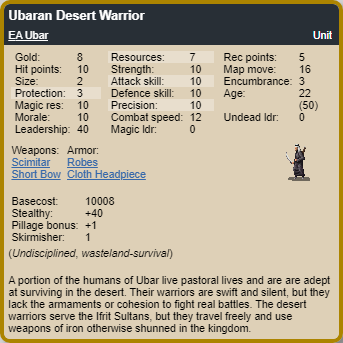 Ubaran Desert Warrior
EA Ubar Unit
Gold: 8 Resources: 7 Rec points: 5
Hit points: 10 Strength: 10 Map move: 16
Size: 2 Attack skill: 10 Encumbrance: 3
Protection: 3 Defence skill: 10 Age: 22
Magic res: 10 Precision: 10 (50)
Morale: 10 Combat speed: 12 Undead ldr: 0
Leadership: 40 Magic ldr: 0
Weapons: Armor:
Scimitar Robes
Short Bow Cloth Headpiece
Basecost: 10008
Stealthy: +40
Pillage bonus: +1
Skirmisher: 1
(Undisciplined, wasteland-survival)
A portion of the humans of Ubar live pastoral lives and are are adept
at surviving in the desert. Their warriors are swift and silent, but they
lack the armaments or cohesion to fight real battles. The desert
warriors serve the Ifrit Sultans, but they travel freely and use
weapons of iron otherwise shunned in the kingdom.